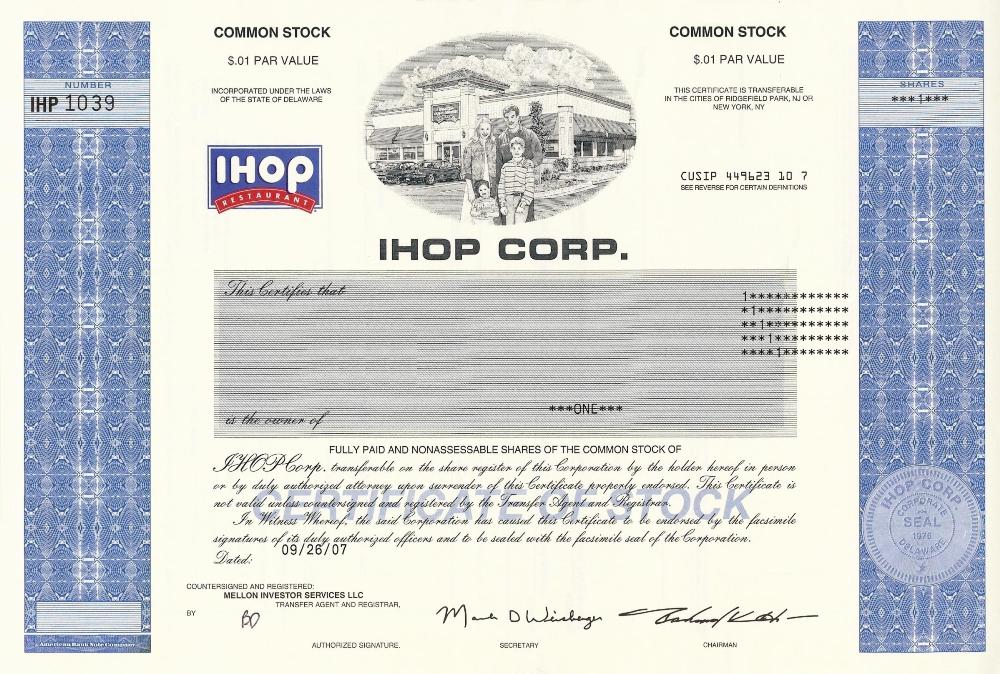 COMMON STOCK
$.01 PAR VALUE
INCORPORATED UNDER THE LAWS
OF THE STATE OF DELAWARE
COMMON STOCK
$.01 PAR VALUE
THIS CERTIFICATE IS TRANSFERABLE
IN THE CITIES OF RIDGEFIELD PARK, NJ OR
NEW YORK, NY
NUMBER
IHP 1039
SHARES
***1***
IHOP
RESTAURANT
CUSIP 449623 10 7
SEE REVERSE FOR CERTAIN DEFINITIONS
IHOP CORP.
This Certifies that
1************
*1***********
**1**********
***1*********
****1********
***ONE***
is the owner of
FULLY PAID AND NONASSESSABLE SHARES OF THE COMMON STOCK OF
IHOP Corp. transferable on the share register of this Corporation by the holder hereof in person
or by duly authorized attorney upon surrender of this Certificate properly endorsed. This Certificate is
not valid unless countersigned and registered by the Transfer Agent and Registrar.
CERTIFICATE OF STOCK
In Witness Whereof, the said Corporation has caused this Certificate to be endorsed by the facsimile
signatures of its duly authorized officers and to be sealed with the facsimile seal of the Corporation.
Dated: 09/26/07
CORPORATE
SEAL
1976
DELAWARE
COUNTERSIGNED AND REGISTERED:
MELLON INVESTOR SERVICES LLC
TRANSFER AGENT AND REGISTRAR,
BY
Mark D Weisberger
AUTHORIZED SIGNATURE.
SECRETARY
CHAIRMAN
American Bank Note Company